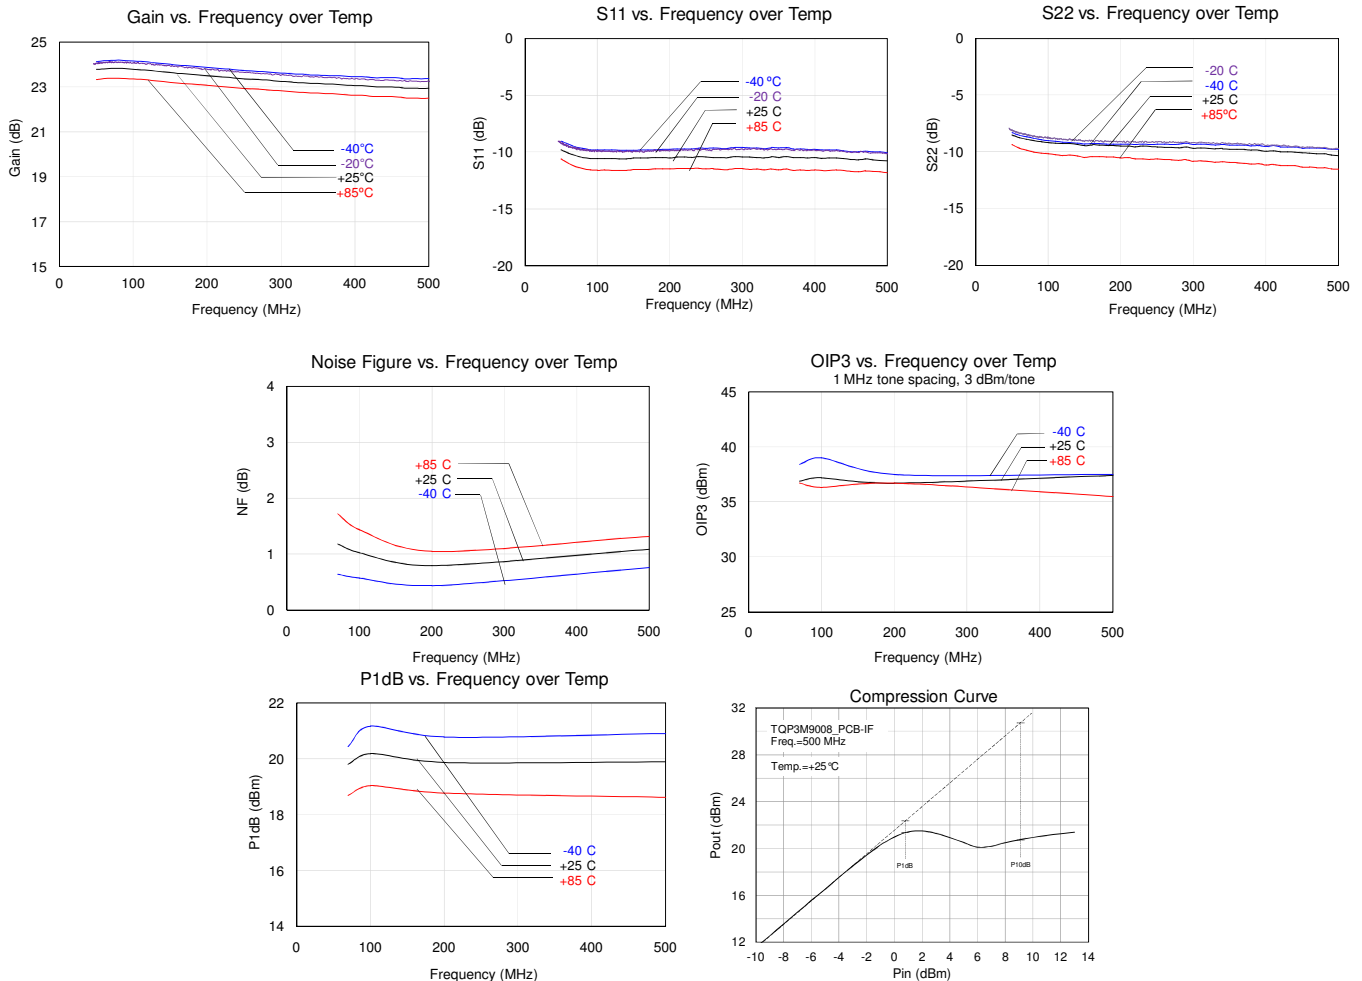 Gain vs. Frequency over Temp
25
23
21
19
17
15
Gain (dB)
-40°C
-20°C
+25°C
+85ºC
0
100
200
300
400
500
Frequency (MHz)
S11 vs. Frequency over Temp
0
-5
-10
-15
-20
S11 (dB)
-40 ºC
-20 C
+25 C
+85 C
0
100
200
300
400
500
Frequency (MHz)
S22 vs. Frequency over Temp
0
-5
-10
-15
-20
S22 (dB)
-20 C
-40 C
+25 C
+85ºC
0
100
200
300
400
500
Frequency (MHz)
Noise Figure vs. Frequency over Temp
4
3
2
1
0
NF (dB)
+85 C
+25 C
-40 C
0
100
200
300
400
500
Frequency (MHz)
OIP3 vs. Frequency over Temp
1 MHz tone spacing, 3 dBm/tone
45
40
35
30
25
OIP3 (dBm)
-40 C
+25 C
+85 C
0
100
200
300
400
500
Frequency (MHz)
P1dB vs. Frequency over Temp
22
20
18
16
14
P1dB (dBm)
-40 C
+25 C
+85 C
0
100
200
300
400
500
Frequency (MHz)
Compression Curve
32
28
24
20
16
12
Pout (dBm)
TQP3M9008_PCB-IF
Freq.=500 MHz
Temp.=+25°C
P1dB
P10dB
-10
-8
-6
-4
-2
0
2
4
6
8
10
12
14
Pin (dBm)